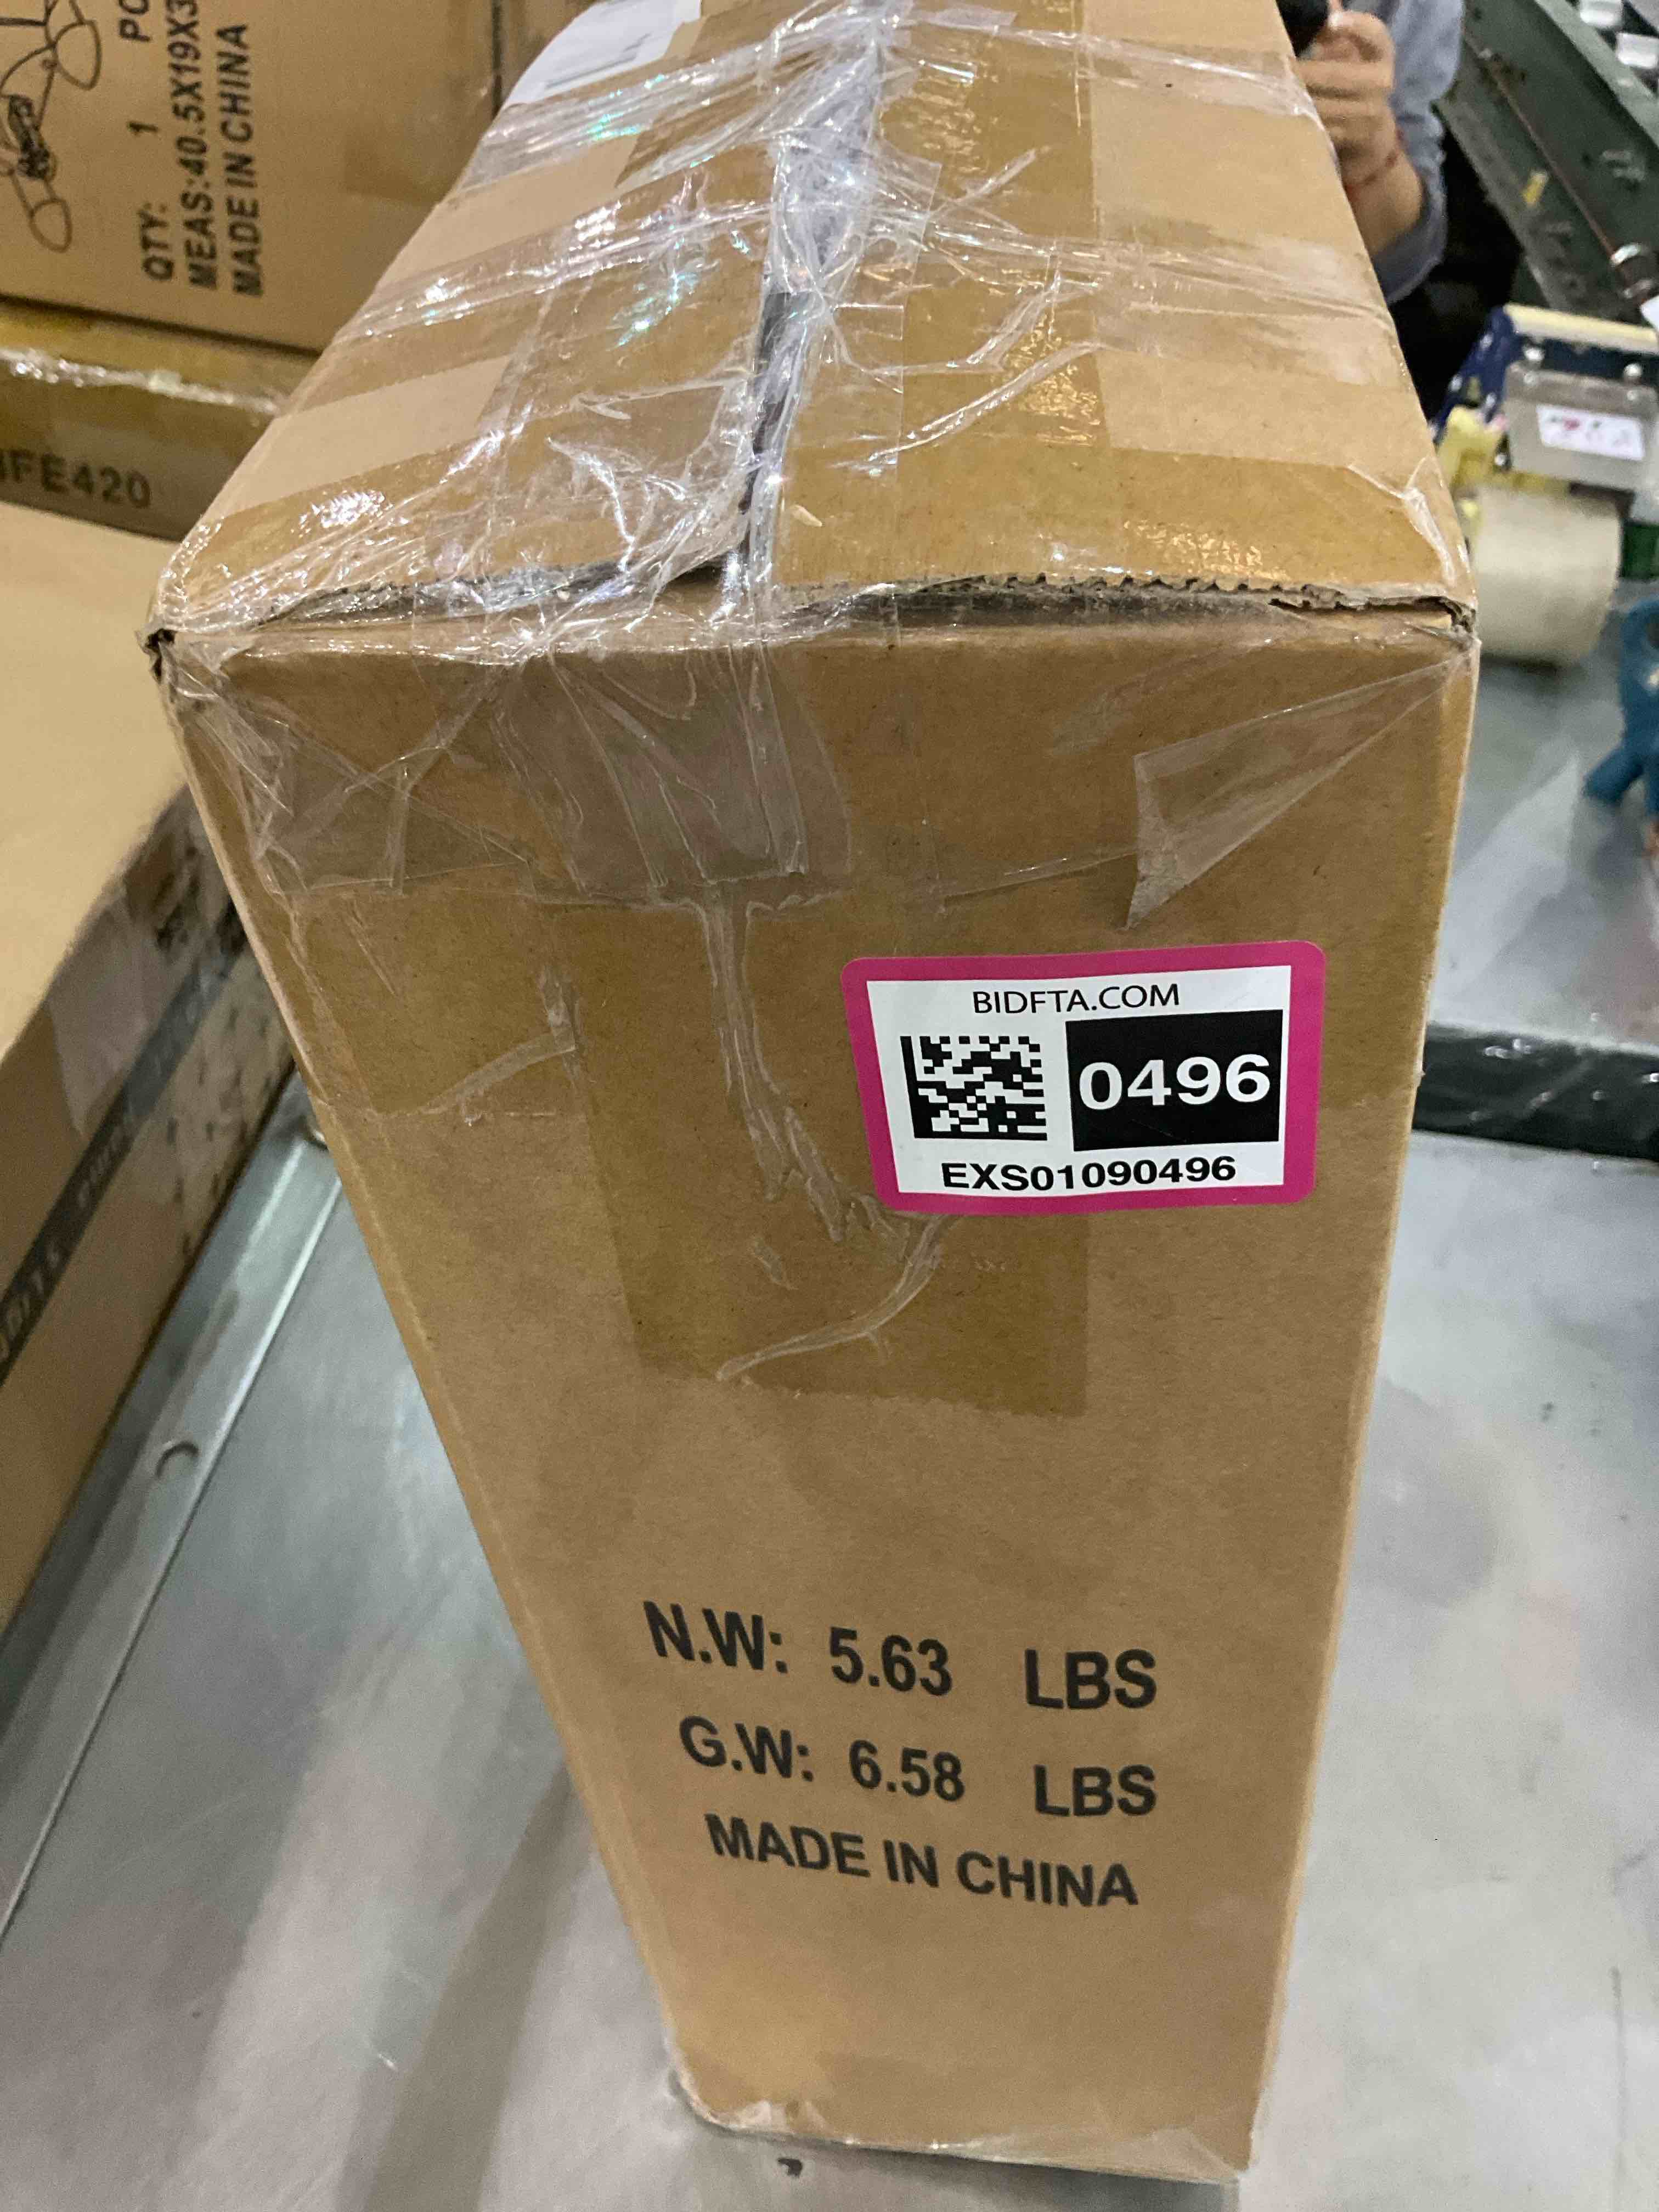 QTY: 1 PC
MEAS:40.5X19X3
MADE IN CHINA
FE420
BIDFTA.COM
0496
EXS01090496
N.W: 5.63 LBS
G.W: 6.58 LBS
MADE IN CHINA